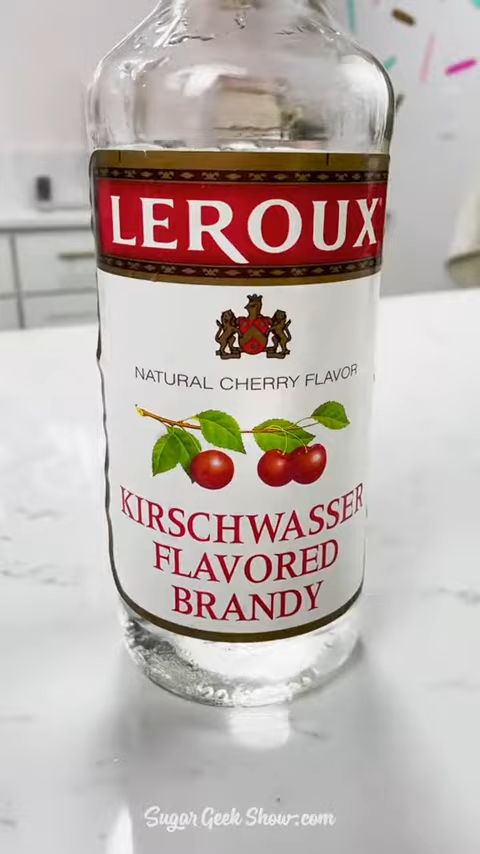 LEROUX
NATURAL CHERRY FLAVOR
KIRSCHWASSER
FLAVORED
BRANDY
Sugar Geek Show.com